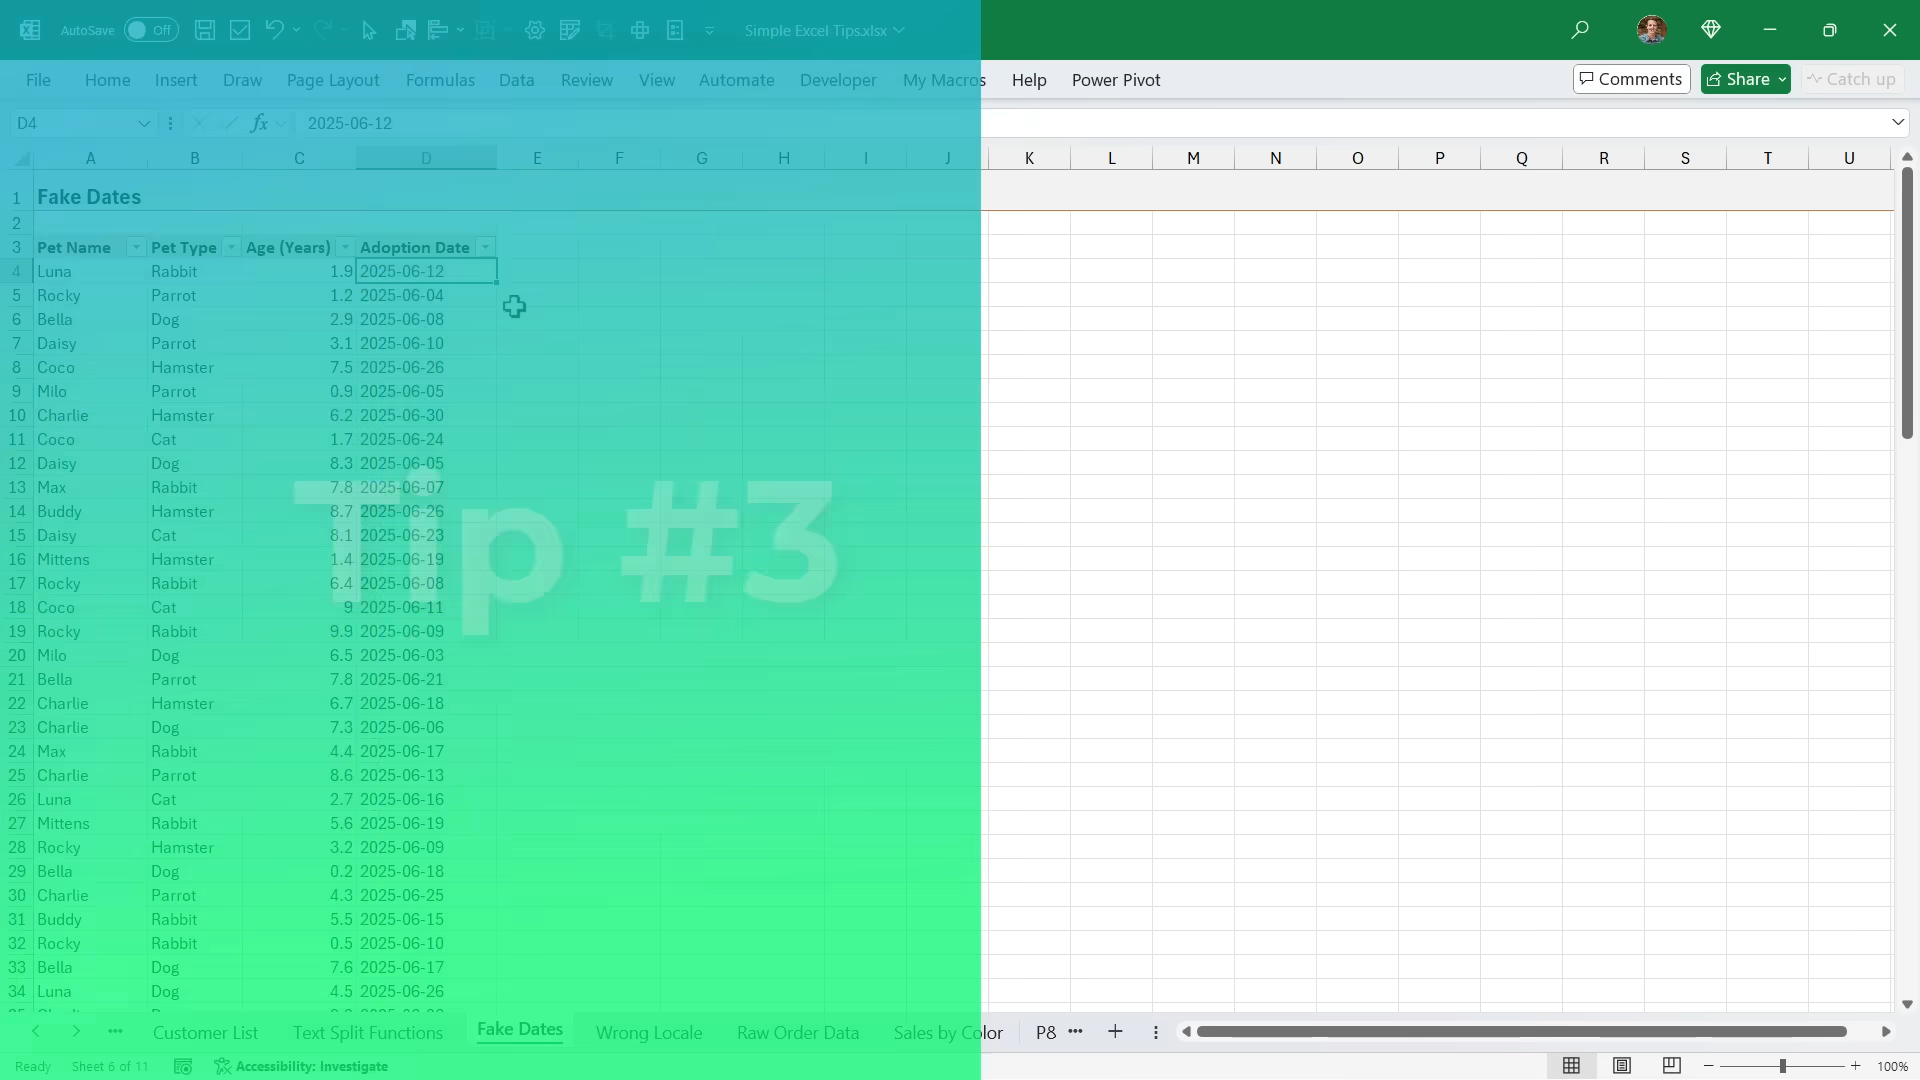 AutoSave Off Simple Excel Tips.xlsx
File Home Insert Draw Page Layout Formulas Data Review View Automate Developer My Macros Help Power Pivot Comments Share Catch up
D4 fx 2025-06-12
A B C D E F G H I J K L M N O P Q R S T U
1 Fake Dates
2
3 Pet Name Pet Type Age (Years) Adoption Date
4 Luna Rabbit 1.9 2025-06-12
5 Rocky Parrot 1.2 2025-06-04
6 Bella Dog 2.9 2025-06-08
7 Daisy Parrot 3.1 2025-06-10
8 Coco Hamster 7.5 2025-06-26
9 Milo Parrot 0.9 2025-06-05
10 Charlie Hamster 6.2 2025-06-30
11 Coco Cat 1.7 2025-06-24
12 Daisy Dog 8.3 2025-06-05
13 Max Rabbit 7.8 2025-06-07
14 Buddy Hamster 8.7 2025-06-26
15 Daisy Cat 8.1 2025-06-23
Tip #3
16 Mittens Hamster 1.4 2025-06-19
17 Rocky Rabbit 6.4 2025-06-08
18 Coco Cat 9 2025-06-11
19 Rocky Rabbit 9.9 2025-06-09
20 Milo Dog 6.5 2025-06-03
21 Bella Parrot 7.8 2025-06-21
22 Charlie Hamster 6.7 2025-06-18
23 Charlie Dog 7.3 2025-06-06
24 Max Rabbit 4.4 2025-06-17
25 Charlie Parrot 8.6 2025-06-13
26 Luna Cat 2.7 2025-06-16
27 Mittens Rabbit 5.6 2025-06-19
28 Rocky Hamster 3.2 2025-06-09
29 Bella Dog 0.2 2025-06-18
30 Charlie Parrot 4.3 2025-06-25
31 Buddy Rabbit 5.5 2025-06-15
32 Rocky Rabbit 0.5 2025-06-10
33 Bella Dog 7.6 2025-06-17
34 Luna Dog 4.5 2025-06-26
Customer List Text Split Functions Fake Dates Wrong Locale Raw Order Data Sales by Color P8
Ready Sheet 6 of 11 Accessibility: Investigate 100%